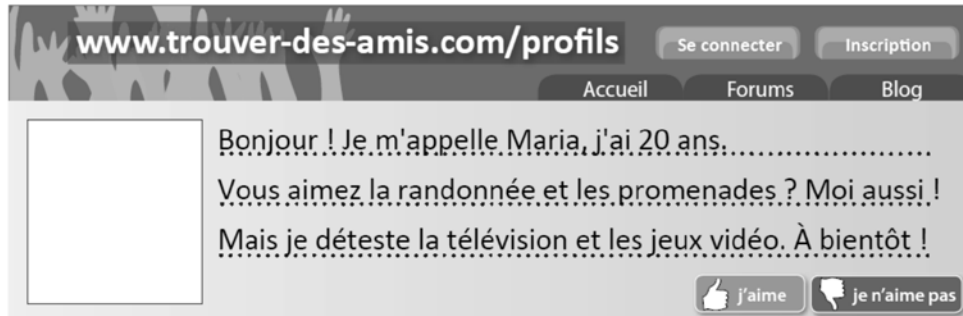 www.trouver-des-amis.com/profils Se connecter Inscription
Accueil Forums Blog
Bonjour ! Je m'appelle Maria, j'ai 20 ans.
Vous aimez la randonnée et les promenades ? Moi aussi !
Mais je déteste la télévision et les jeux vidéo. À bientôt !
j'aime je n'aime pas